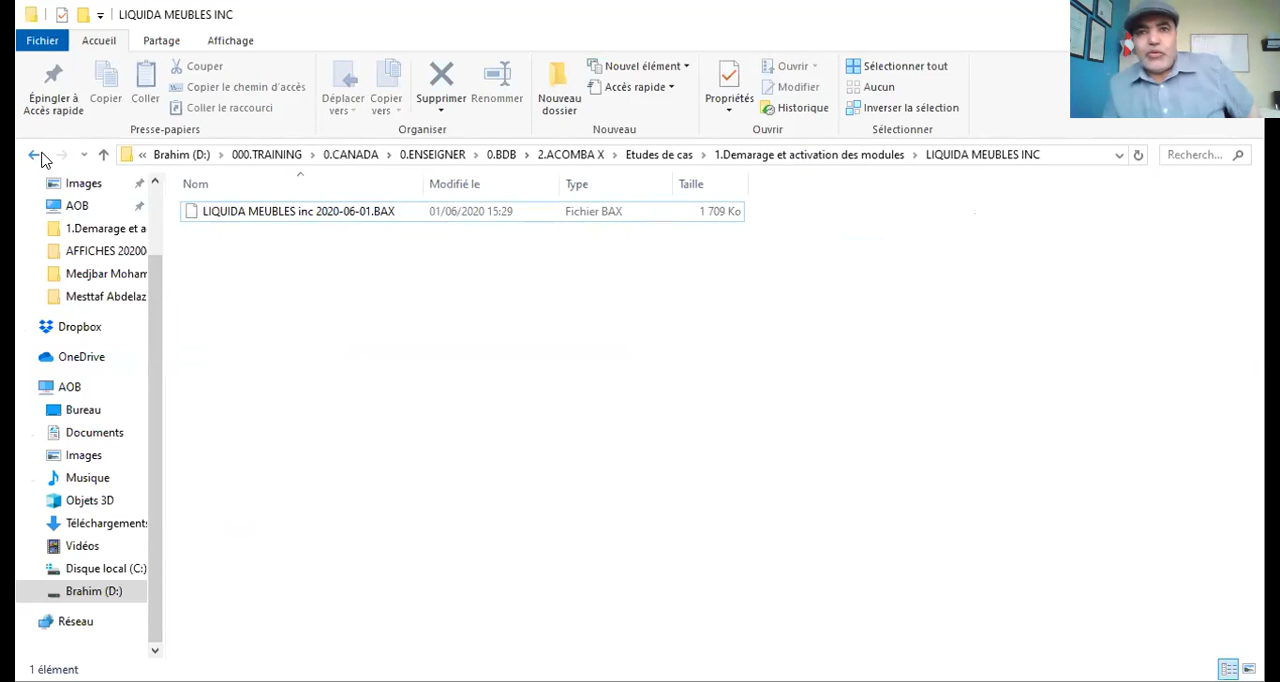 LIQUIDA MEUBLES INC
Fichier Accueil Partage Affichage
Épingler à Accès rapide
Copier
Coller
Couper
Copier le chemin d'accès
Coller le raccourci
Presse-papiers
Déplacer vers
Copier vers
Supprimer
Renommer
Organiser
Nouveau dossier
Nouvel élément
Accès rapide
Nouveau
Propriétés
Ouvrir
Modifier
Historique
Ouvrir
Sélectionner tout
Aucun
Inverser la sélection
Sélectionner
« Brahim (D:) › 000.TRAINING › 0.CANADA › 0.ENSEIGNER › 0.BDB › 2.ACOMBA X › Etudes de cas › 1.Demarage et activation des modules › LIQUIDA MEUBLES INC
Recherch...
Nom Modifié le Type Taille
LIQUIDA MEUBLES inc 2020-06-01.BAX 01/06/2020 15:29 Fichier BAX 1 709 Ko
Images
AOB
1.Demarage et a
AFFICHES 20200
Medjbar Moham
Mesttaf Abdelaz
Dropbox
OneDrive
AOB
Bureau
Documents
Images
Musique
Objets 3D
Téléchargements
Vidéos
Disque local (C:)
Brahim (D:)
Réseau
1 élément